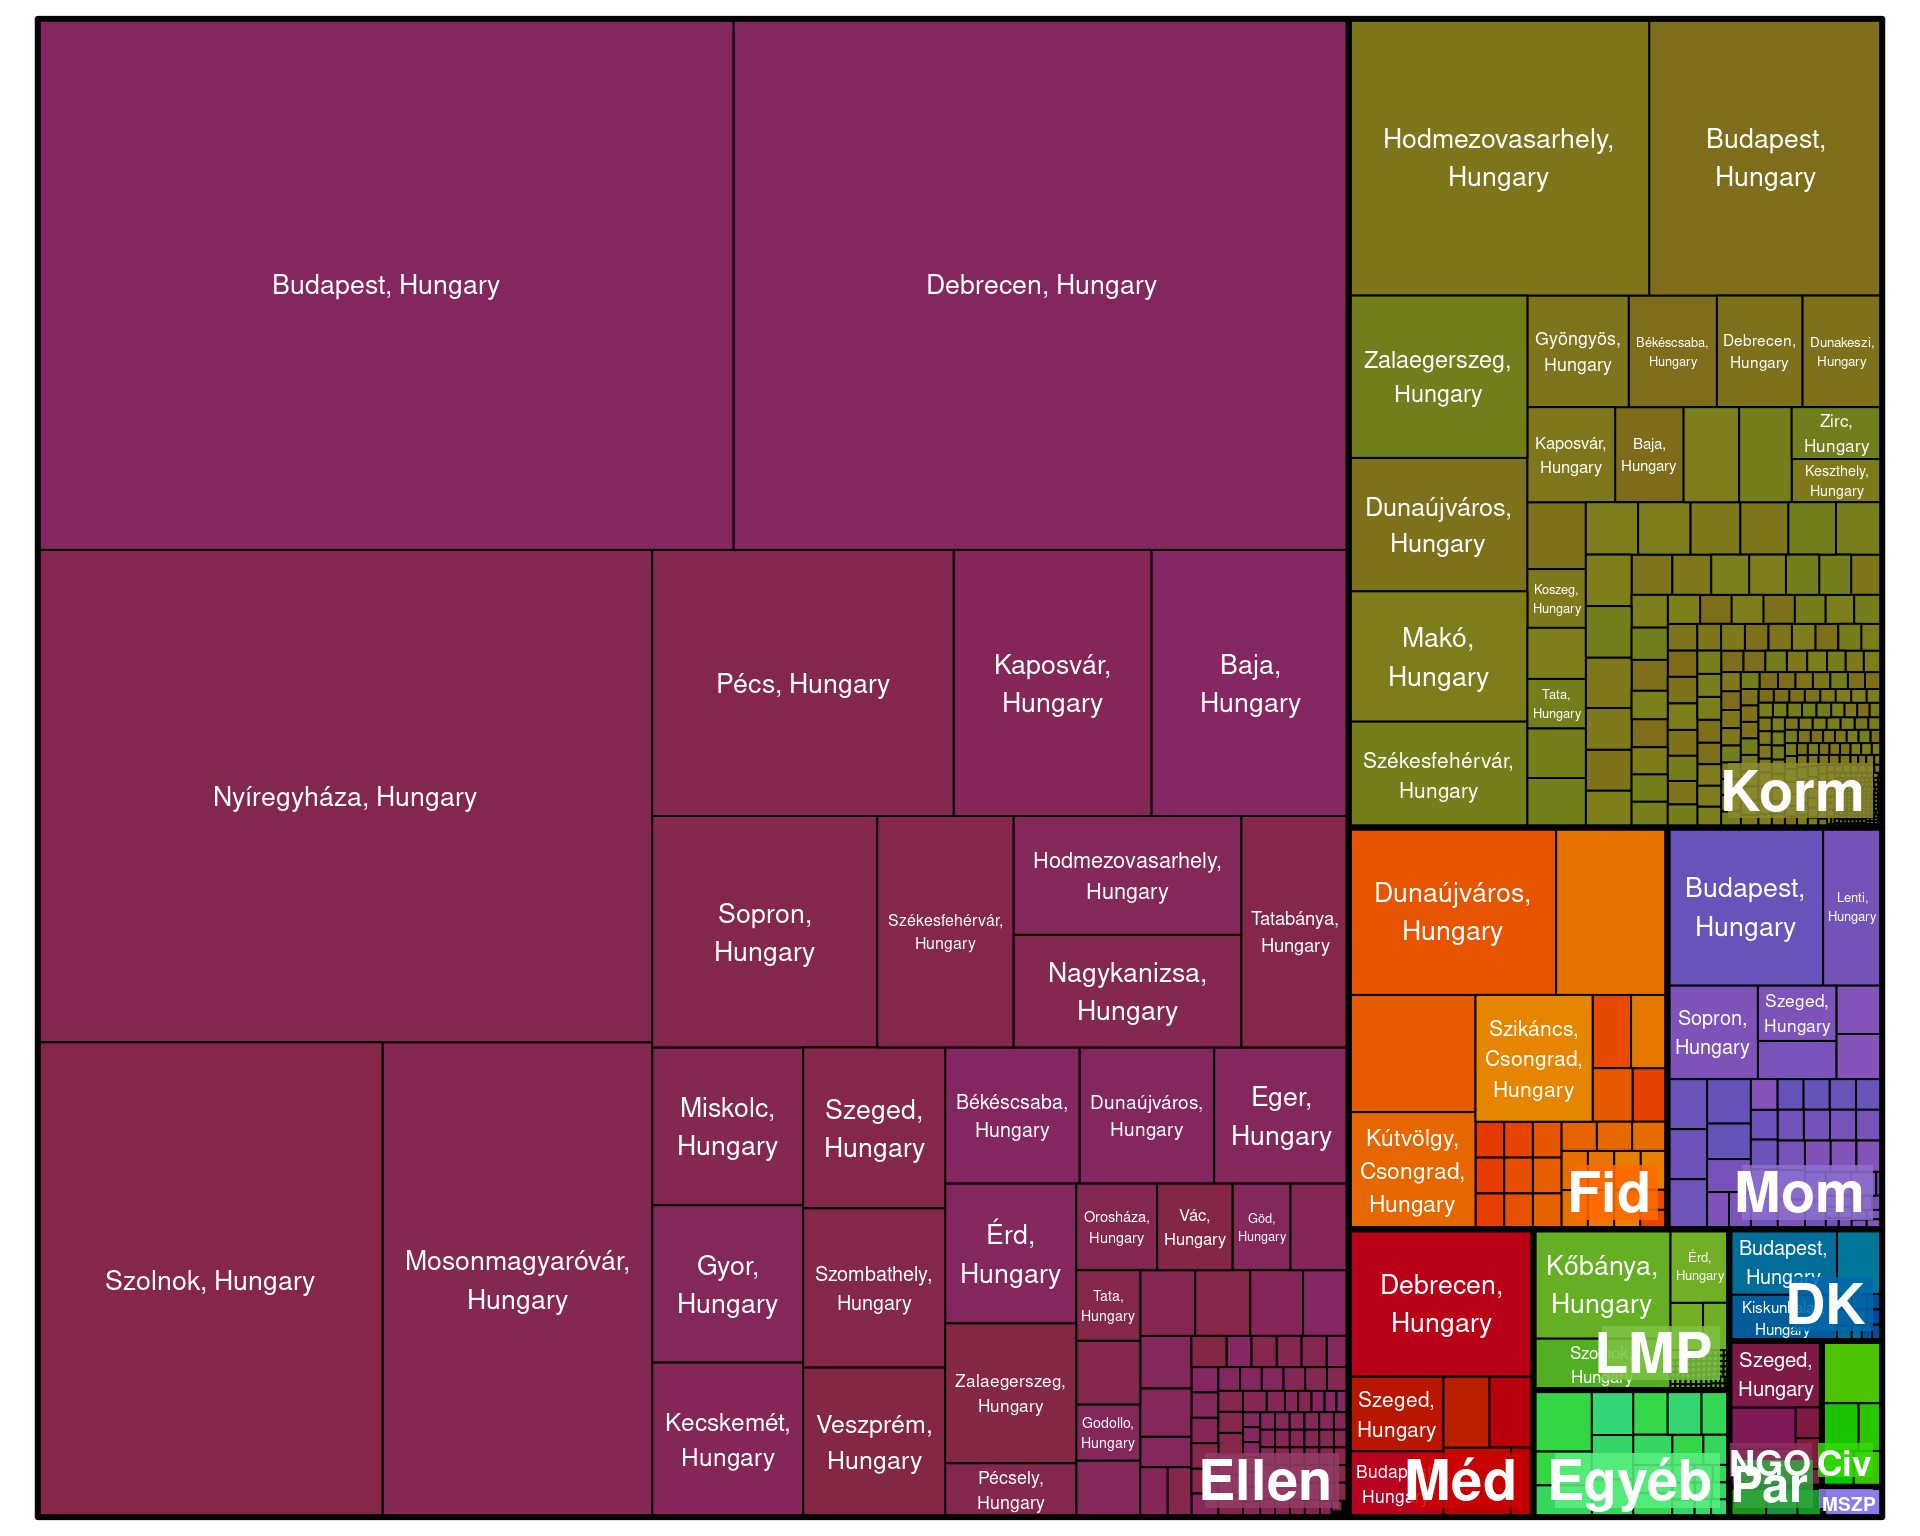 Budapest, Hungary
Debrecen, Hungary
Nyíregyháza, Hungary
Pécs, Hungary
Kaposvár,
Hungary
Baja,
Hungary
Sopron,
Hungary
Székesfehérvár,
Hungary
Hodmezovasarhely,
Hungary
Nagykanizsa,
Hungary
Tatabánya,
Hungary
Szolnok, Hungary
Mosonmagyaróvár,
Hungary
Miskolc,
Hungary
Gyor,
Hungary
Kecskemét,
Hungary
Szeged,
Hungary
Szombathely,
Hungary
Veszprém,
Hungary
Békéscsaba,
Hungary
Dunaújváros,
Hungary
Eger,
Hungary
Érd,
Hungary
Zalaegerszeg,
Hungary
Pécsely,
Hungary
Orosháza,
Hungary
Vác,
Hungary
Göd,
Hungary
Tata,
Hungary
Godollo,
Hungary
Ellen
Hodmezovasarhely,
Hungary
Budapest,
Hungary
Zalaegerszeg,
Hungary
Dunaújváros,
Hungary
Makó,
Hungary
Székesfehérvár,
Hungary
Gyöngyös,
Hungary
Békéscsaba,
Hungary
Debrecen,
Hungary
Dunakeszi,
Hungary
Kaposvár,
Hungary
Baja,
Hungary
Zirc,
Hungary
Keszthely,
Hungary
Koszeg,
Hungary
Tata,
Hungary
Korm
Dunaújváros,
Hungary
Szikáncs,
Csongrad,
Hungary
Kútvölgy,
Csongrad,
Hungary
Fid
Budapest,
Hungary
Lenti,
Hungary
Sopron,
Hungary
Szeged,
Hungary
Mom
Debrecen,
Hungary
Szeged,
Hungary
Hungary
Méd
Kőbánya,
Hungary
Érd,
Hungary
Hungary
LMP
Egyéb
Budapest,
Hungary
Hungary
DK
Szeged,
Hungary
NGO
Civ
Par
MSZP